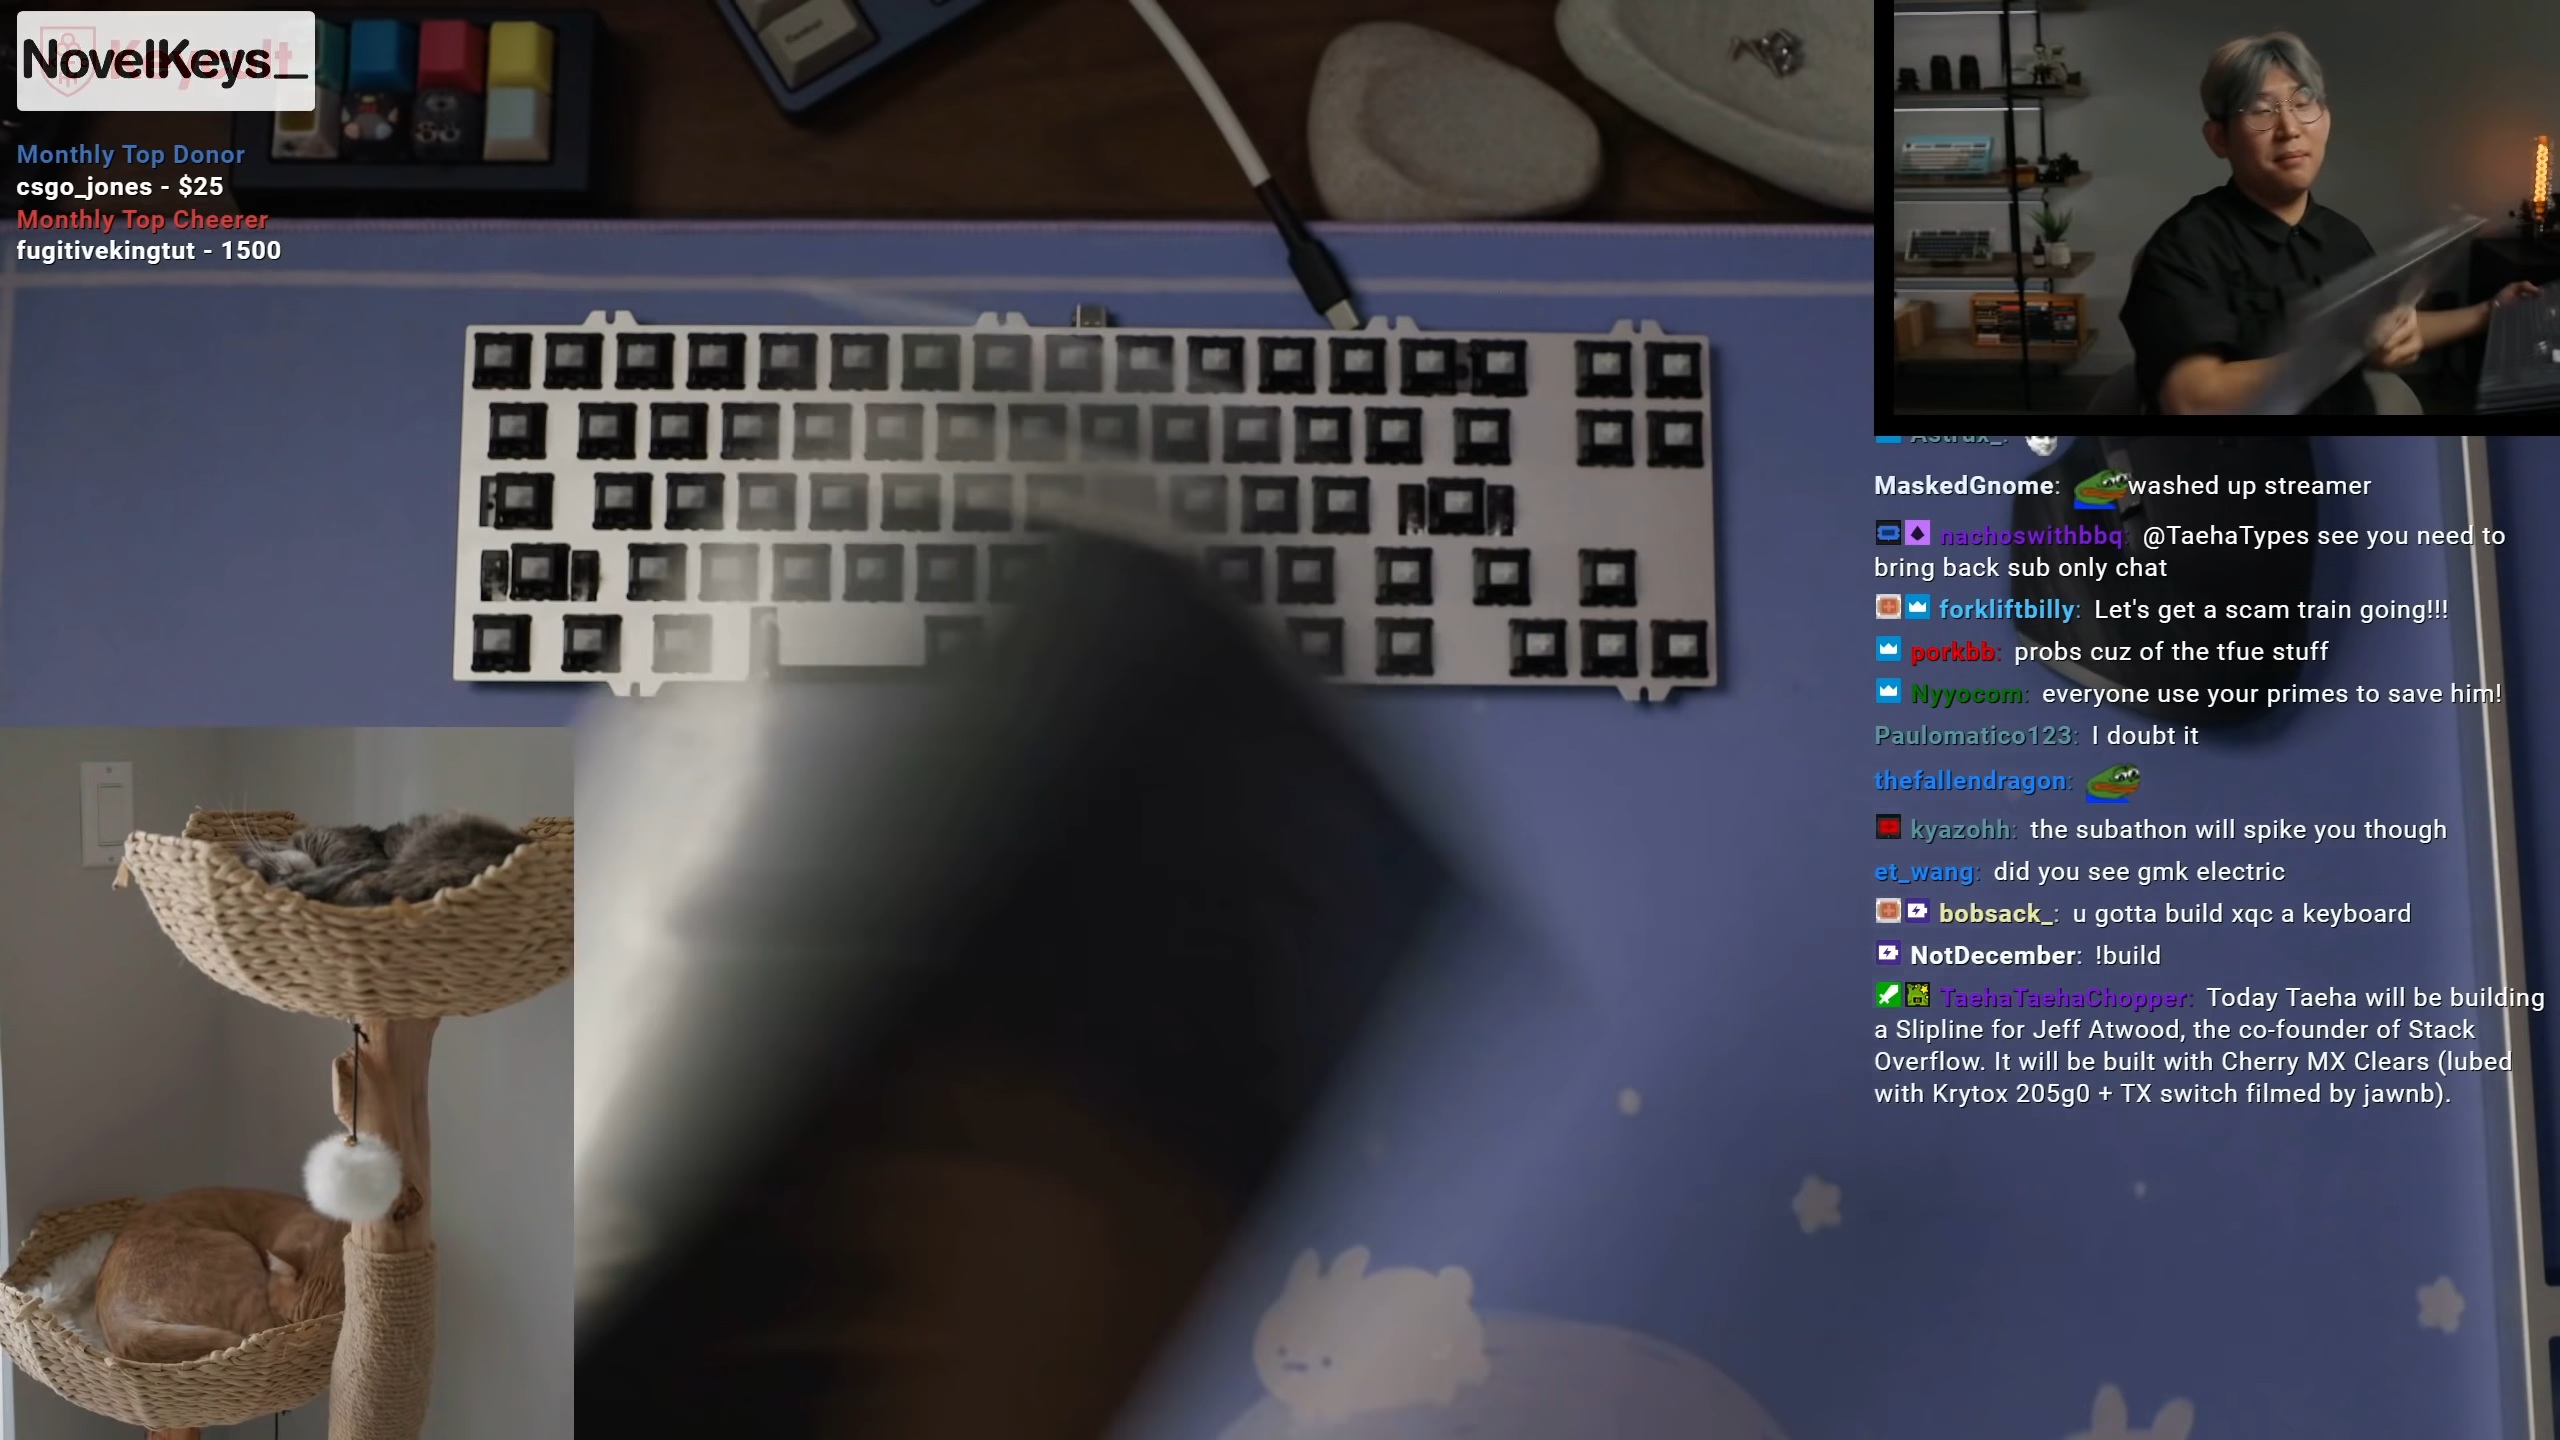 NovelKeys_
Monthly Top Donor
csgo_jones - $25
Monthly Top Cheerer
fugitivekingtut - 1500
Control
Astrux_:
MaskedGnome: washed up streamer
nachoswithbbq: @TaehaTypes see you need to
bring back sub only chat
forkliftbilly: Let's get a scam train going!!!
porkbb: probs cuz of the tfue stuff
Nyyocom: everyone use your primes to save him!
Paulomatico123: I doubt it
thefallendragon:
kyazohh: the subathon will spike you though
et_wang: did you see gmk electric
bobsack_: u gotta build xqc a keyboard
NotDecember: !build
TaehaTaehaChopper: Today Taeha will be building
a Slipline for Jeff Atwood, the co-founder of Stack
Overflow. It will be built with Cherry MX Clears (lubed
with Krytox 205g0 + TX switch filmed by jawnb).